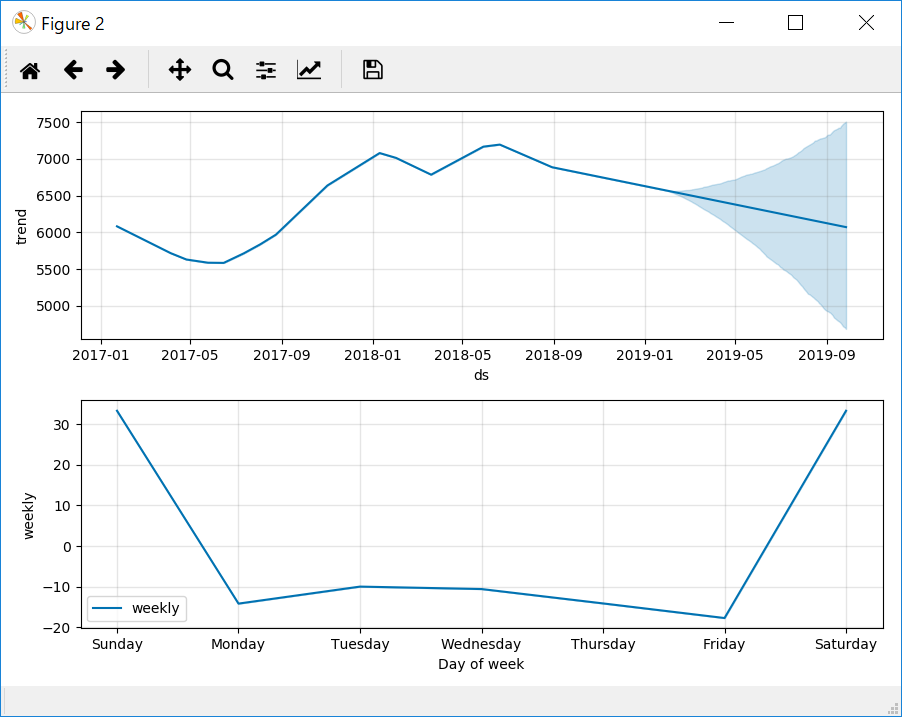 Figure 2
7500
7000
6500
6000
5500
5000
trend
2017-01 2017-05 2017-09 2018-01 2018-05 2018-09 2019-01 2019-05 2019-09
ds
30
20
10
0
−10
−20
weekly
weekly
Sunday Monday Tuesday Wednesday Thursday Friday Saturday
Day of week